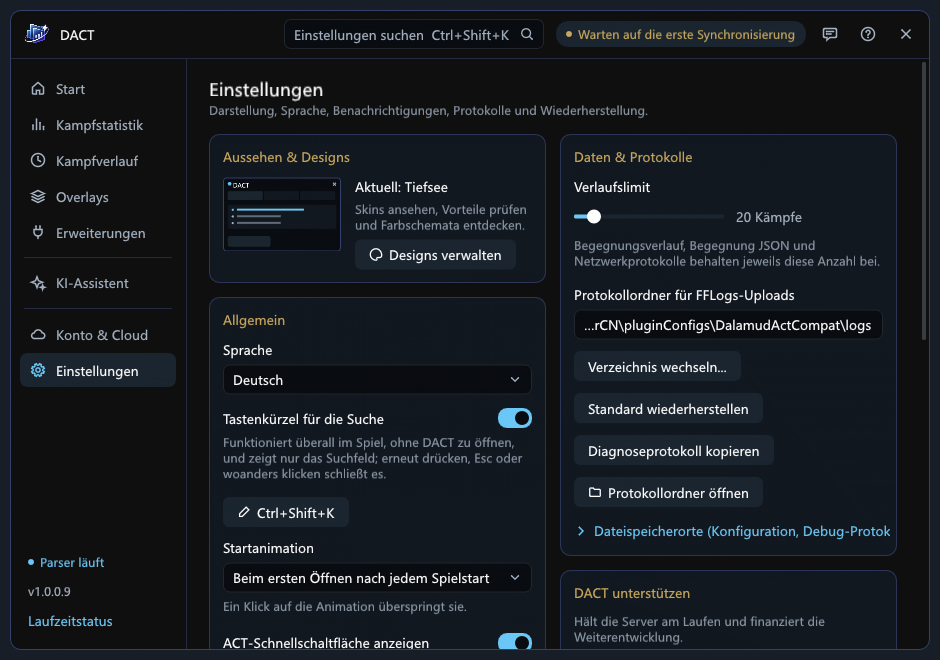 DACT
Einstellungen suchen Ctrl+Shift+K
Warten auf die erste Synchronisierung
Start
Kampfstatistik
Kampfverlauf
Overlays
Erweiterungen
KI-Assistent
Konto & Cloud
Einstellungen
Parser läuft
v1.0.0.9
Laufzeitstatus
Einstellungen
Darstellung, Sprache, Benachrichtigungen, Protokolle und Wiederherstellung.
Aussehen & Designs
DACT
Aktuell: Tiefsee
Skins ansehen, Vorteile prüfen
und Farbschemata entdecken.
Designs verwalten
Allgemein
Sprache
Deutsch
Tastenkürzel für die Suche
Funktioniert überall im Spiel, ohne DACT zu öffnen,
und zeigt nur das Suchfeld; erneut drücken, Esc oder
woanders klicken schließt es.
Ctrl+Shift+K
Startanimation
Beim ersten Öffnen nach jedem Spielstart
Ein Klick auf die Animation überspringt sie.
ACT-Schnellschaltfläche anzeigen
Daten & Protokolle
Verlaufslimit
20 Kämpfe
Begegnungsverlauf, Begegnung JSON und
Netzwerkprotokolle behalten jeweils diese Anzahl bei.
Protokollordner für FFLogs-Uploads
...rCN\pluginConfigs\DalamudActCompat\logs
Verzeichnis wechseln...
Standard wiederherstellen
Diagnoseprotokoll kopieren
Protokollordner öffnen
Dateispeicherorte (Konfiguration, Debug-Protok
DACT unterstützen
Hält die Server am Laufen und finanziert die
Weiterentwicklung.